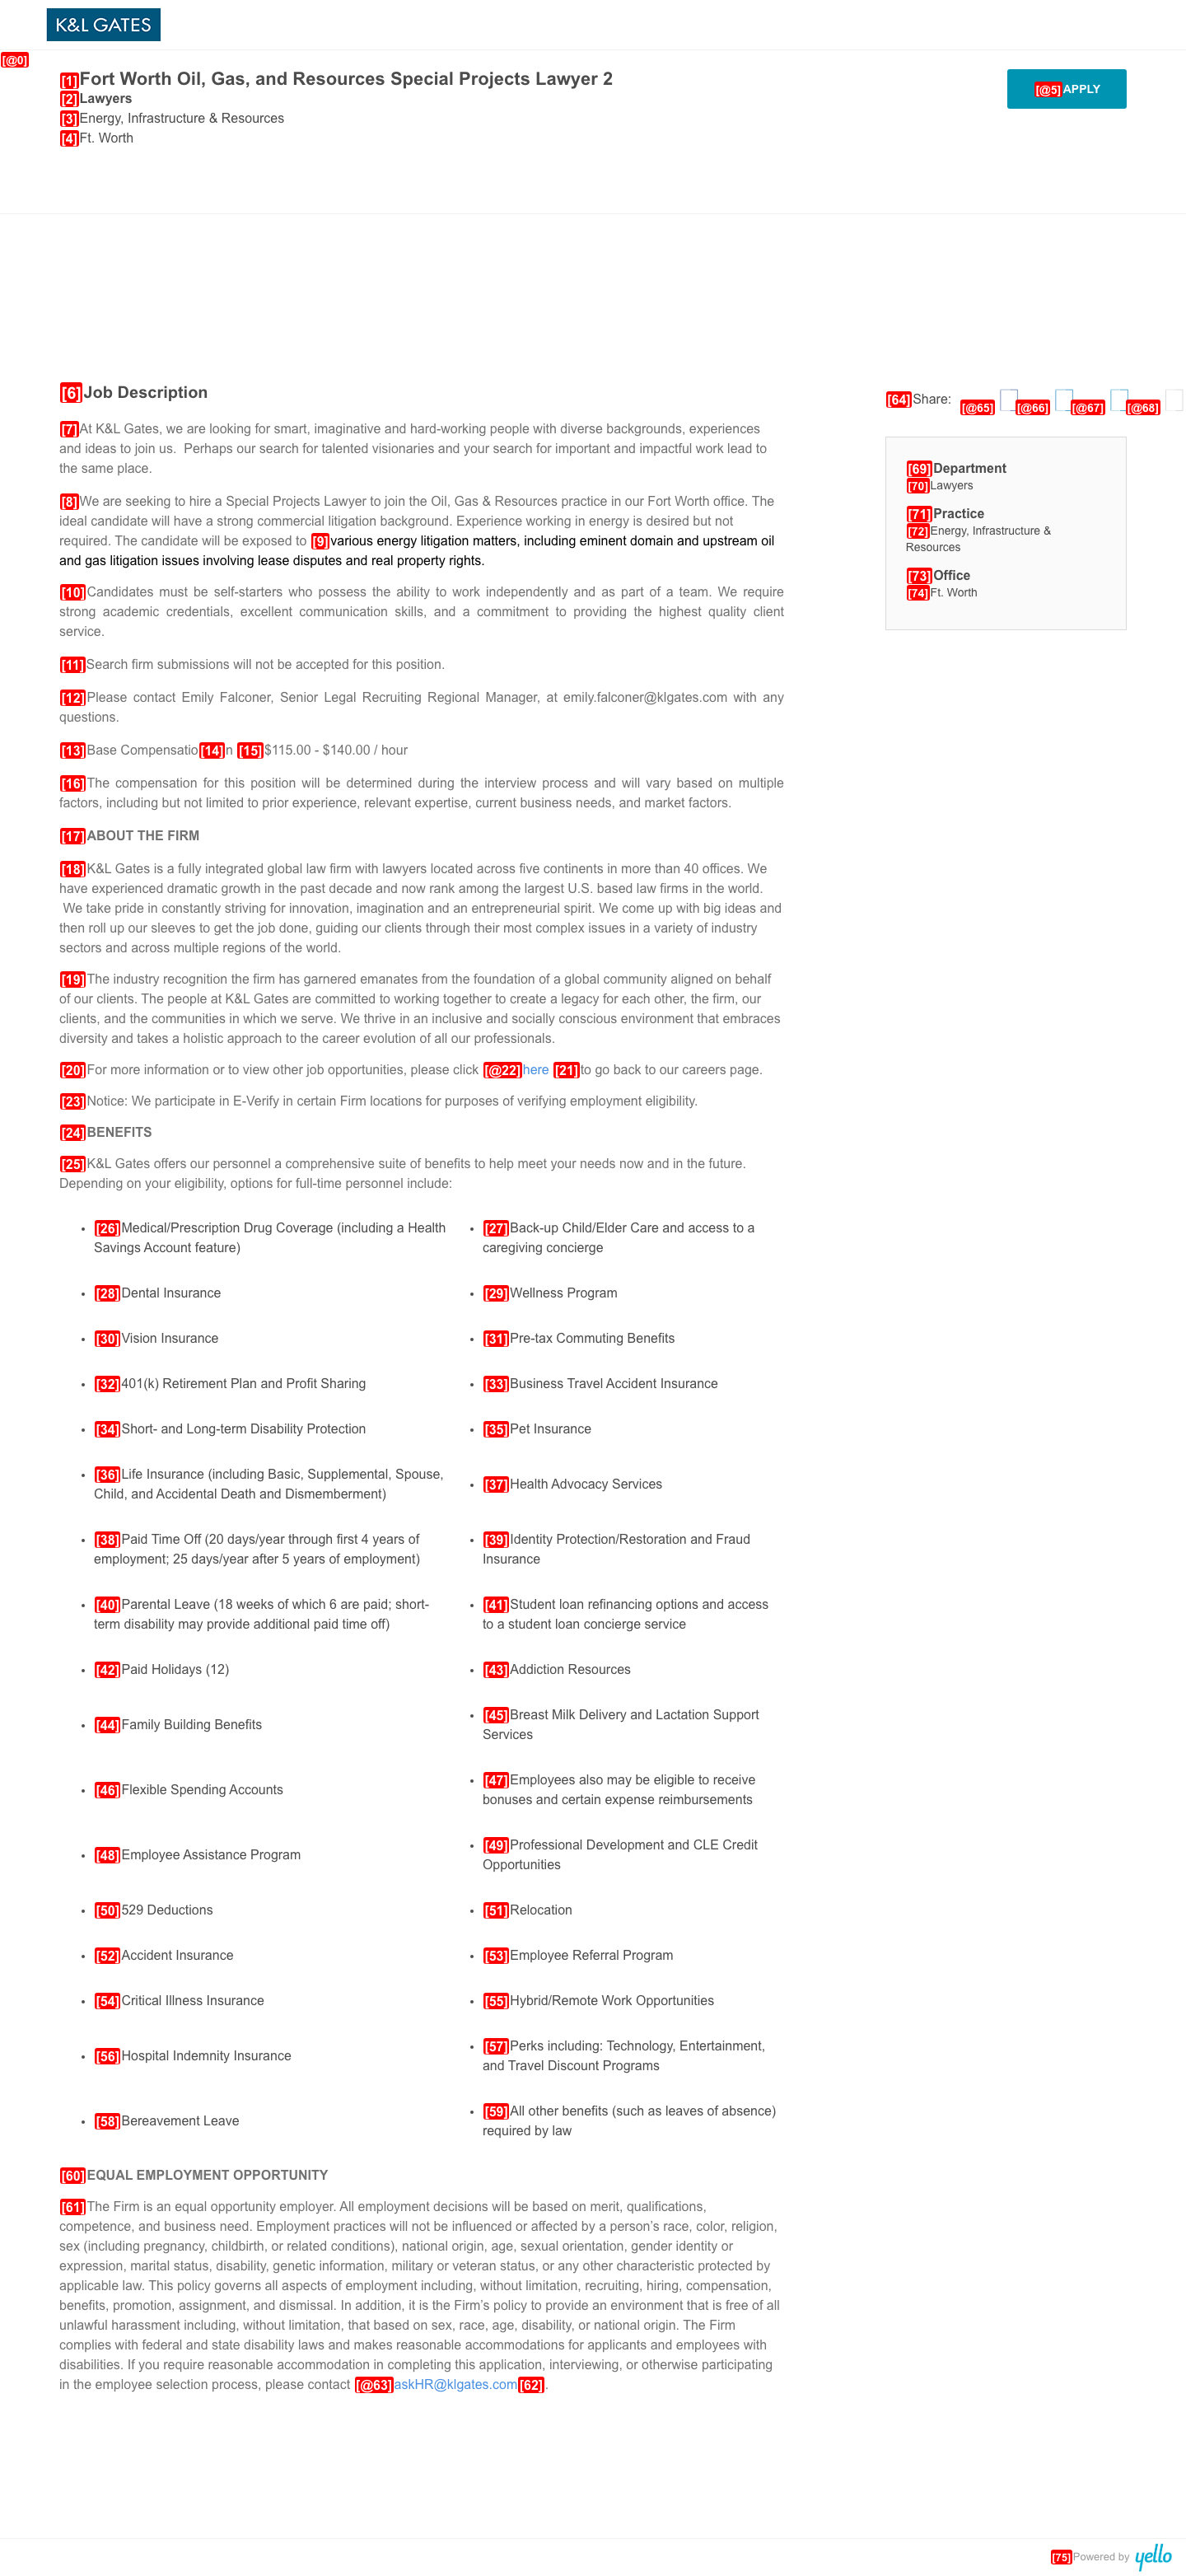 K&L GATES
[@0]
[1]Fort Worth Oil, Gas, and Resources Special Projects Lawyer 2
[2]Lawyers
[3]Energy, Infrastructure & Resources
[4]Ft. Worth
[@5]APPLY
[6]Job Description
[7]At K&L Gates, we are looking for smart, imaginative and hard-working people with diverse backgrounds, experiences
and ideas to join us.  Perhaps our search for talented visionaries and your search for important and impactful work lead to
the same place.
[8]We are seeking to hire a Special Projects Lawyer to join the Oil, Gas & Resources practice in our Fort Worth office. The
ideal candidate will have a strong commercial litigation background. Experience working in energy is desired but not
required. The candidate will be exposed to [9]various energy litigation matters, including eminent domain and upstream oil
and gas litigation issues involving lease disputes and real property rights.
[10]Candidates must be self-starters who possess the ability to work independently and as part of a team. We require
strong academic credentials, excellent communication skills, and a commitment to providing the highest quality client
service.
[11]Search firm submissions will not be accepted for this position.
[12]Please contact Emily Falconer, Senior Legal Recruiting Regional Manager, at emily.falconer@klgates.com with any
questions.
[13]Base Compensatio[14]n [15]$115.00 - $140.00 / hour
[16]The compensation for this position will be determined during the interview process and will vary based on multiple
factors, including but not limited to prior experience, relevant expertise, current business needs, and market factors.
[17]ABOUT THE FIRM
[18]K&L Gates is a fully integrated global law firm with lawyers located across five continents in more than 40 offices. We
have experienced dramatic growth in the past decade and now rank among the largest U.S. based law firms in the world.
We take pride in constantly striving for innovation, imagination and an entrepreneurial spirit. We come up with big ideas and
then roll up our sleeves to get the job done, guiding our clients through their most complex issues in a variety of industry
sectors and across multiple regions of the world.
[19]The industry recognition the firm has garnered emanates from the foundation of a global community aligned on behalf
of our clients. The people at K&L Gates are committed to working together to create a legacy for each other, the firm, our
clients, and the communities in which we serve. We thrive in an inclusive and socially conscious environment that embraces
diversity and takes a holistic approach to the career evolution of all our professionals.
[20]For more information or to view other job opportunities, please click [@22]here [21]to go back to our careers page.
[23]Notice: We participate in E-Verify in certain Firm locations for purposes of verifying employment eligibility.
[24]BENEFITS
[25]K&L Gates offers our personnel a comprehensive suite of benefits to help meet your needs now and in the future.
Depending on your eligibility, options for full-time personnel include:
• [26]Medical/Prescription Drug Coverage (including a Health
Savings Account feature)
• [27]Back-up Child/Elder Care and access to a
caregiving concierge
• [28]Dental Insurance
• [29]Wellness Program
• [30]Vision Insurance
• [31]Pre-tax Commuting Benefits
• [32]401(k) Retirement Plan and Profit Sharing
• [33]Business Travel Accident Insurance
• [34]Short- and Long-term Disability Protection
• [35]Pet Insurance
• [36]Life Insurance (including Basic, Supplemental, Spouse,
Child, and Accidental Death and Dismemberment)
• [37]Health Advocacy Services
• [38]Paid Time Off (20 days/year through first 4 years of
employment; 25 days/year after 5 years of employment)
• [39]Identity Protection/Restoration and Fraud
Insurance
• [40]Parental Leave (18 weeks of which 6 are paid; short-
term disability may provide additional paid time off)
• [41]Student loan refinancing options and access
to a student loan concierge service
• [42]Paid Holidays (12)
• [43]Addiction Resources
• [44]Family Building Benefits
• [45]Breast Milk Delivery and Lactation Support
Services
• [46]Flexible Spending Accounts
• [47]Employees also may be eligible to receive
bonuses and certain expense reimbursements
• [48]Employee Assistance Program
• [49]Professional Development and CLE Credit
Opportunities
• [50]529 Deductions
• [51]Relocation
• [52]Accident Insurance
• [53]Employee Referral Program
• [54]Critical Illness Insurance
• [55]Hybrid/Remote Work Opportunities
• [56]Hospital Indemnity Insurance
• [57]Perks including: Technology, Entertainment,
and Travel Discount Programs
• [58]Bereavement Leave
• [59]All other benefits (such as leaves of absence)
required by law
[60]EQUAL EMPLOYMENT OPPORTUNITY
[61]The Firm is an equal opportunity employer. All employment decisions will be based on merit, qualifications,
competence, and business need. Employment practices will not be influenced or affected by a person’s race, color, religion,
sex (including pregnancy, childbirth, or related conditions), national origin, age, sexual orientation, gender identity or
expression, marital status, disability, genetic information, military or veteran status, or any other characteristic protected by
applicable law. This policy governs all aspects of employment including, without limitation, recruiting, hiring, compensation,
benefits, promotion, assignment, and dismissal. In addition, it is the Firm’s policy to provide an environment that is free of all
unlawful harassment including, without limitation, that based on sex, race, age, disability, or national origin. The Firm
complies with federal and state disability laws and makes reasonable accommodations for applicants and employees with
disabilities. If you require reasonable accommodation in completing this application, interviewing, or otherwise participating
in the employee selection process, please contact [@63]askHR@klgates.com[62].
[64]Share: [@65] [@66] [@67] [@68]
[69]Department
[70]Lawyers
[71]Practice
[72]Energy, Infrastructure &
Resources
[73]Office
[74]Ft. Worth
[75]Powered by yello